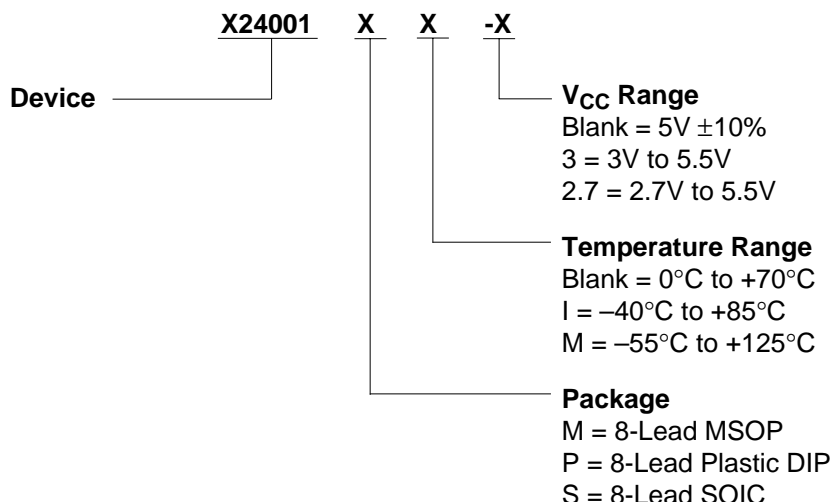 X24001 X X -X
Device
VCC Range
Blank = 5V ±10%
3 = 3V to 5.5V
2.7 = 2.7V to 5.5V
Temperature Range
Blank = 0°C to +70°C
I = –40°C to +85°C
M = –55°C to +125°C
Package
M = 8-Lead MSOP
P = 8-Lead Plastic DIP
S = 8-Lead SOIC